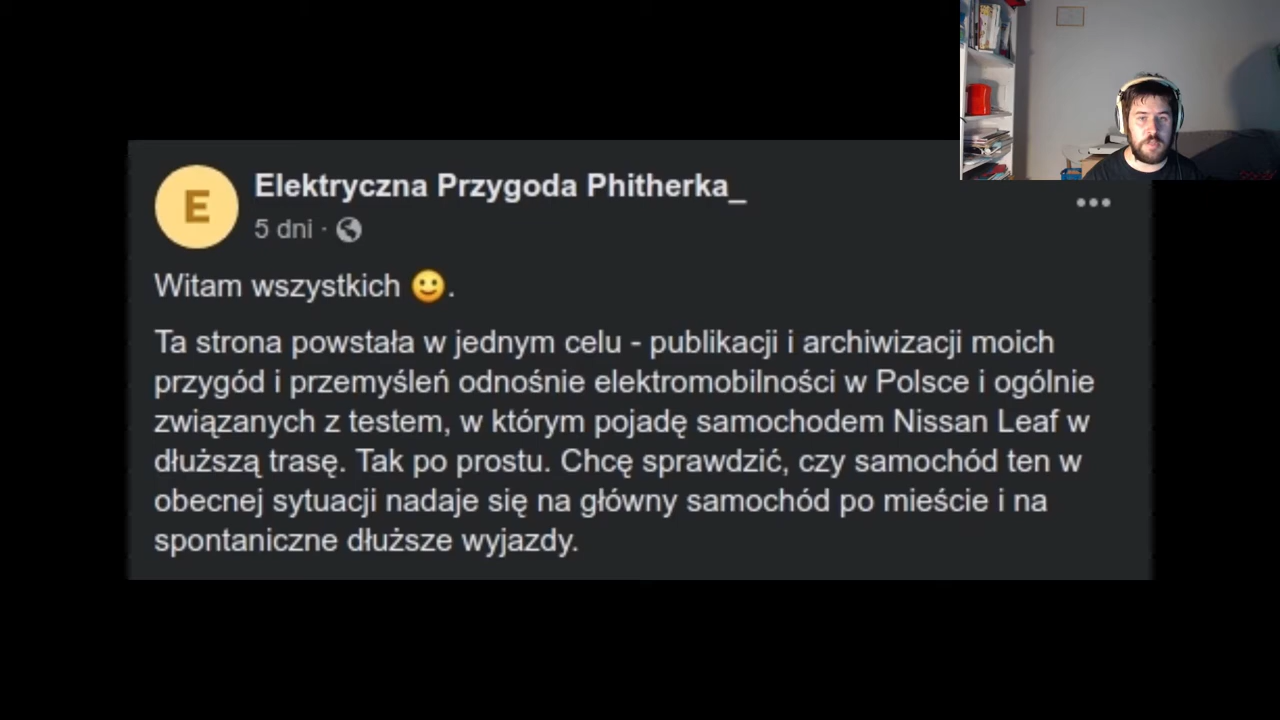 E
Elektryczna Przygoda Phitherka_
5 dni ·
Witam wszystkich 🙂.
Ta strona powstała w jednym celu - publikacji i archiwizacji moich
przygód i przemyśleń odnośnie elektromobilności w Polsce i ogólnie
związanych z testem, w którym pojadę samochodem Nissan Leaf w
dłuższą trasę. Tak po prostu. Chcę sprawdzić, czy samochód ten w
obecnej sytuacji nadaje się na główny samochód po mieście i na
spontaniczne dłuższe wyjazdy.